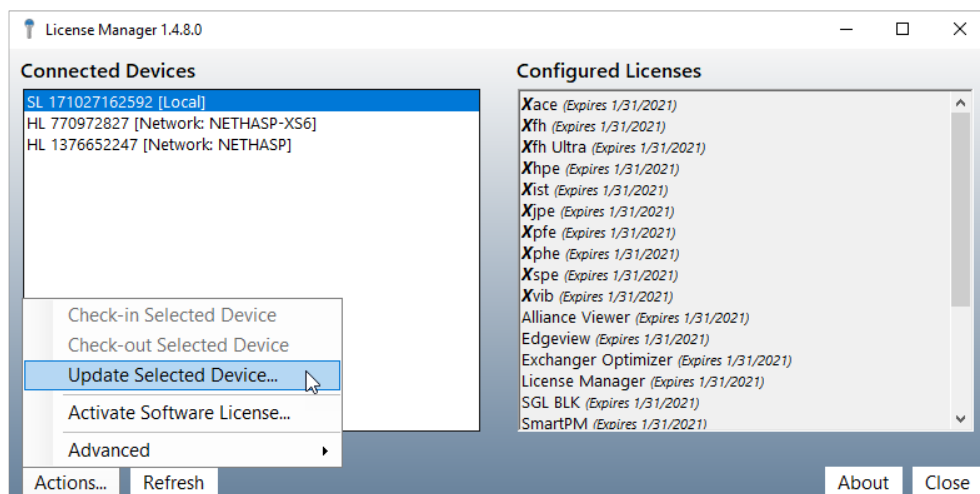 License Manager 1.4.8.0
Connected Devices
SL 171027162592 [Local]
HL 770972827 [Network: NETHASP-XS6]
HL 1376652247 [Network: NETHASP]
Check-in Selected Device
Check-out Selected Device
Update Selected Device...
Activate Software License...
Advanced
Actions...
Refresh
Configured Licenses
Xace (Expires 1/31/2021)
Xfh (Expires 1/31/2021)
Xfh Ultra (Expires 1/31/2021)
Xhpe (Expires 1/31/2021)
Xist (Expires 1/31/2021)
Xjpe (Expires 1/31/2021)
Xpfe (Expires 1/31/2021)
Xphe (Expires 1/31/2021)
Xspe (Expires 1/31/2021)
Xvib (Expires 1/31/2021)
Alliance Viewer (Expires 1/31/2021)
Edgeview (Expires 1/31/2021)
Exchanger Optimizer (Expires 1/31/2021)
License Manager (Expires 1/31/2021)
SGL BLK (Expires 1/31/2021)
SmartPM (Expires 1/31/2021)
About
Close